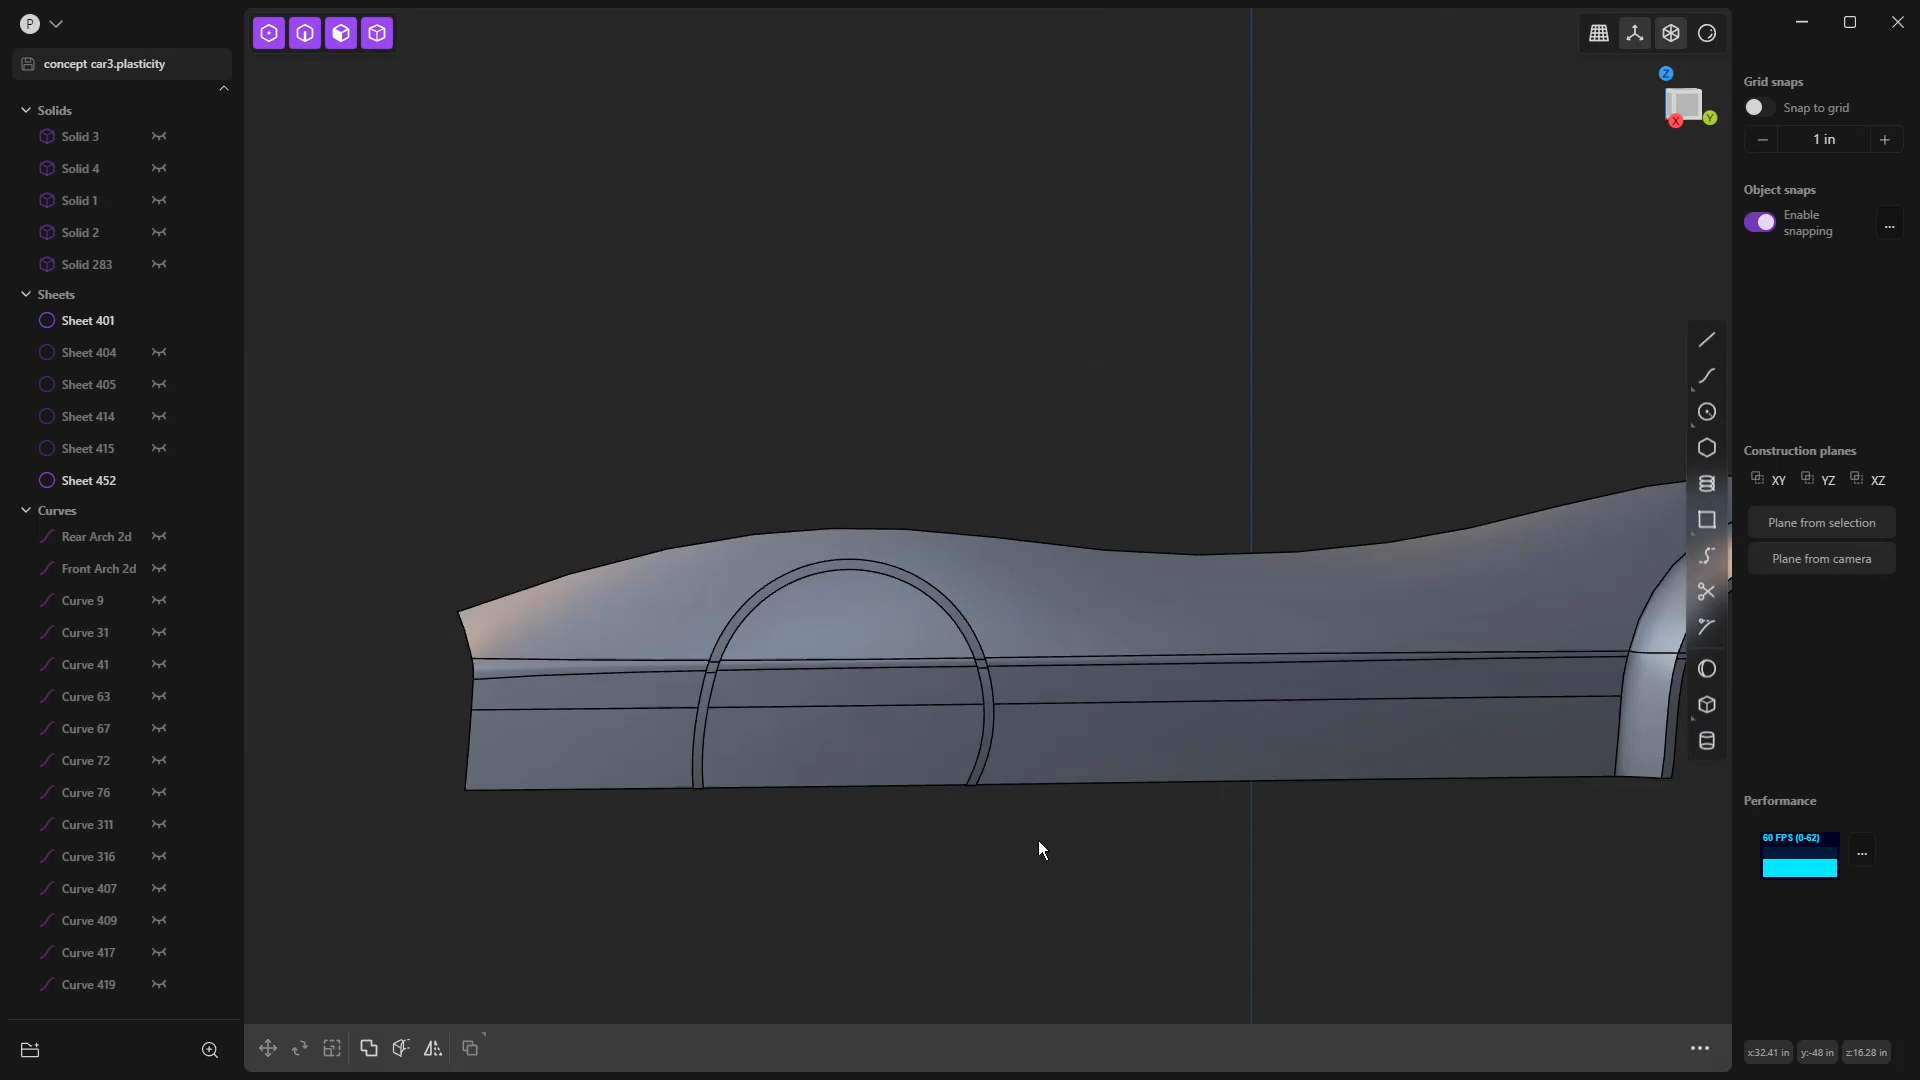 P
concept car3.plasticity
Solids
Solid 3
Solid 4
Solid 1
Solid 2
Solid 283
Sheets
Sheet 401
Sheet 404
Sheet 405
Sheet 414
Sheet 415
Sheet 452
Curves
Rear Arch 2d
Front Arch 2d
Curve 9
Curve 31
Curve 41
Curve 63
Curve 67
Curve 72
Curve 76
Curve 311
Curve 316
Curve 407
Curve 409
Curve 417
Curve 419
Z
X
Y
Grid snaps
Snap to grid
1 in
Object snaps
Enable
snapping
...
Construction planes
XY YZ XZ
Plane from selection
Plane from camera
Performance
60 FPS (0-62)
...
x:32.41 in y:-48 in z:16.28 in